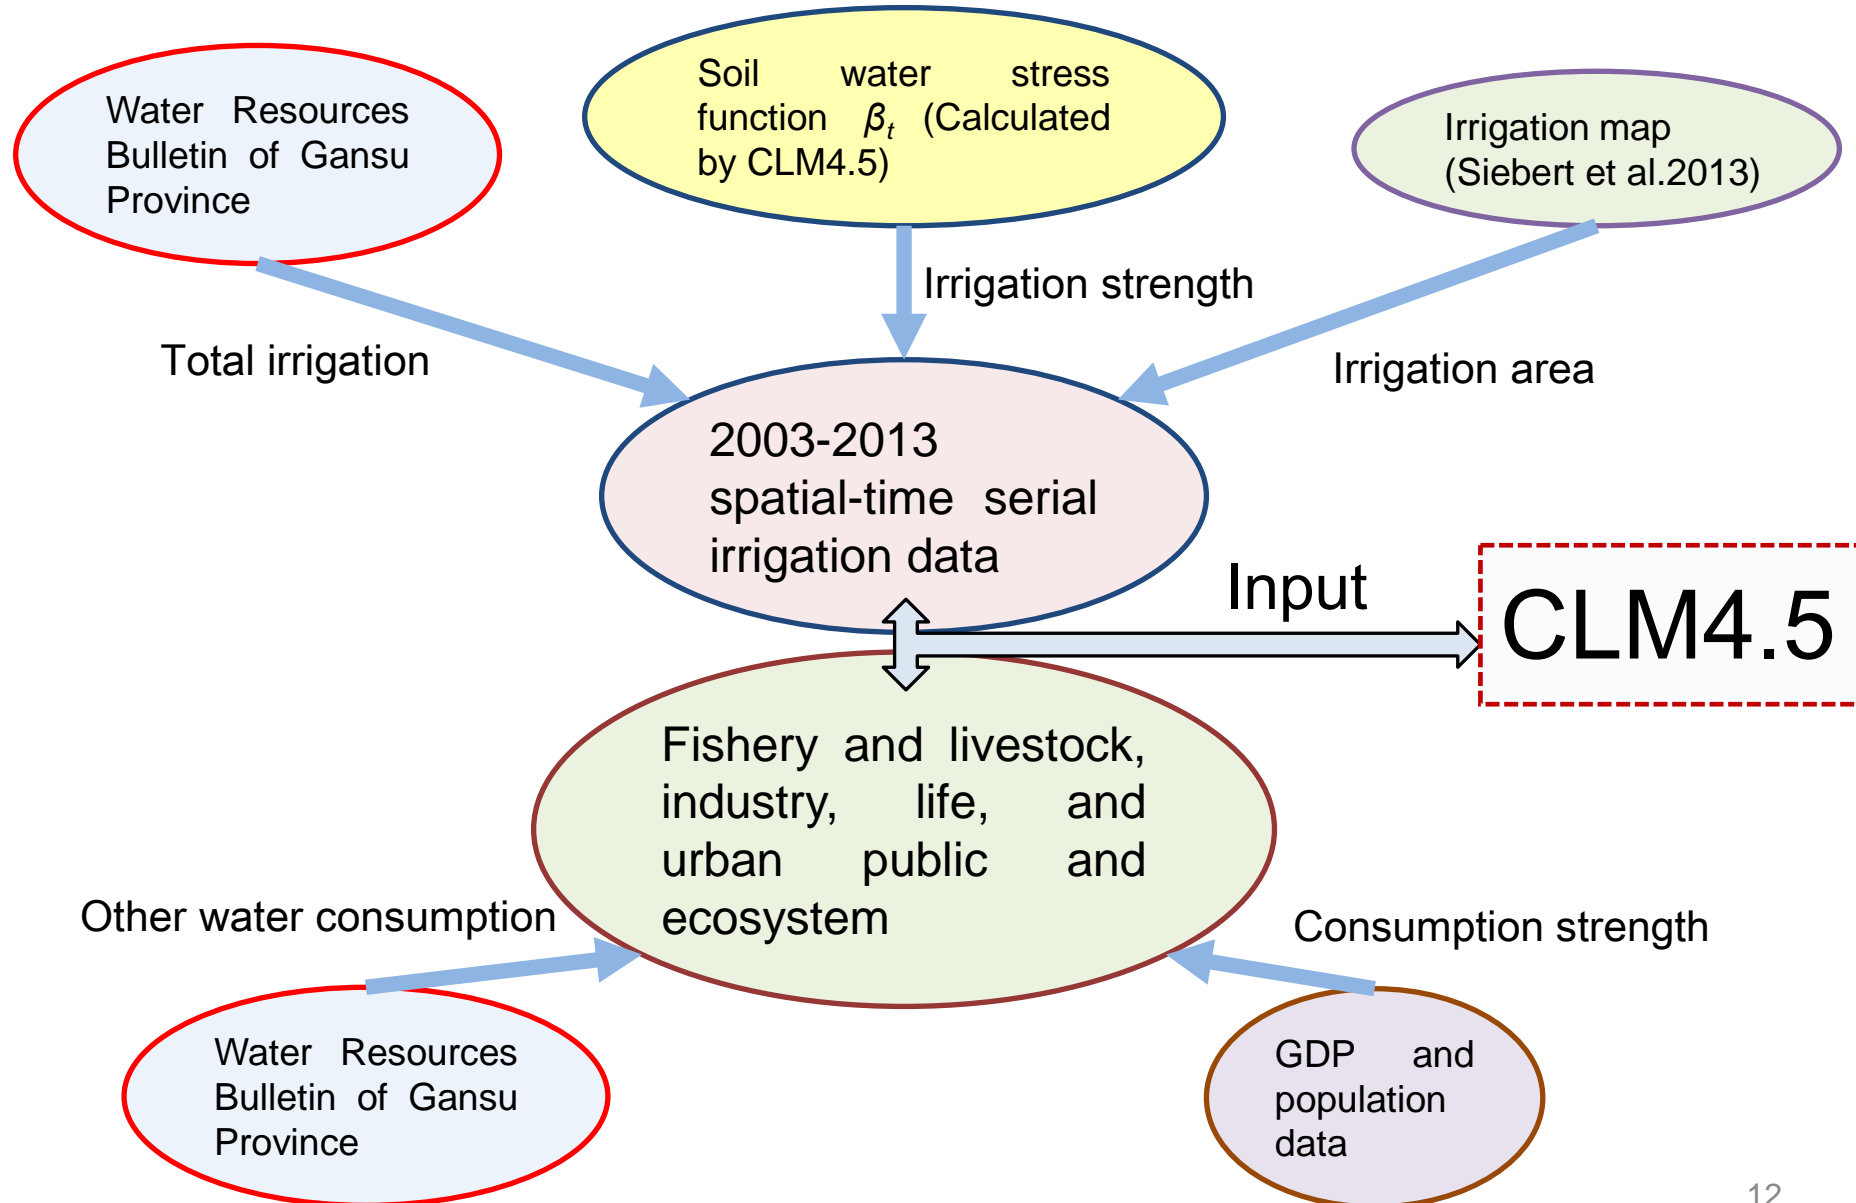 Water Resources
Bulletin of Gansu
Province
Soil water stress
function βt (Calculated
by CLM4.5)
Irrigation map
(Siebert et al.2013)
Irrigation strength
Total irrigation
Irrigation area
2003-2013
spatial-time serial
irrigation data
Input
CLM4.5
Fishery and livestock,
industry, life, and
urban public and
ecosystem
Other water consumption
Consumption strength
Water Resources
Bulletin of Gansu
Province
GDP and
population
data
12